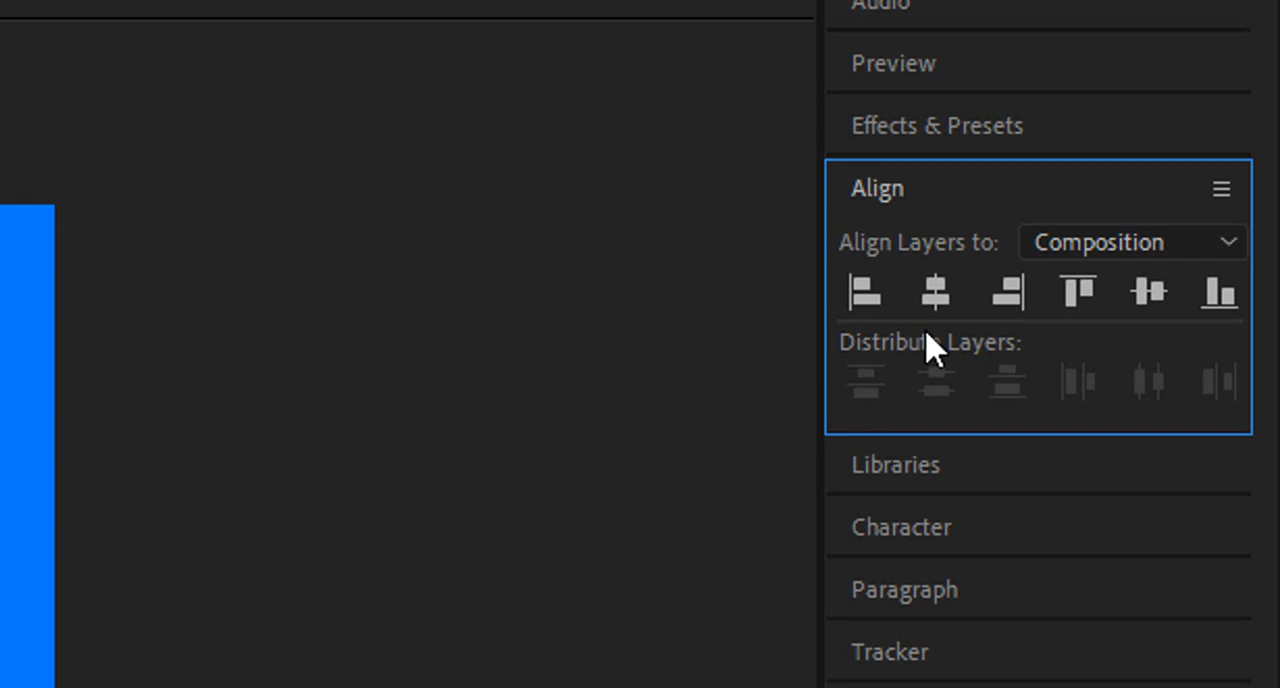 Audio
Preview
Effects & Presets
Align
Align Layers to: Composition
Distribute Layers:
Libraries
Character
Paragraph
Tracker